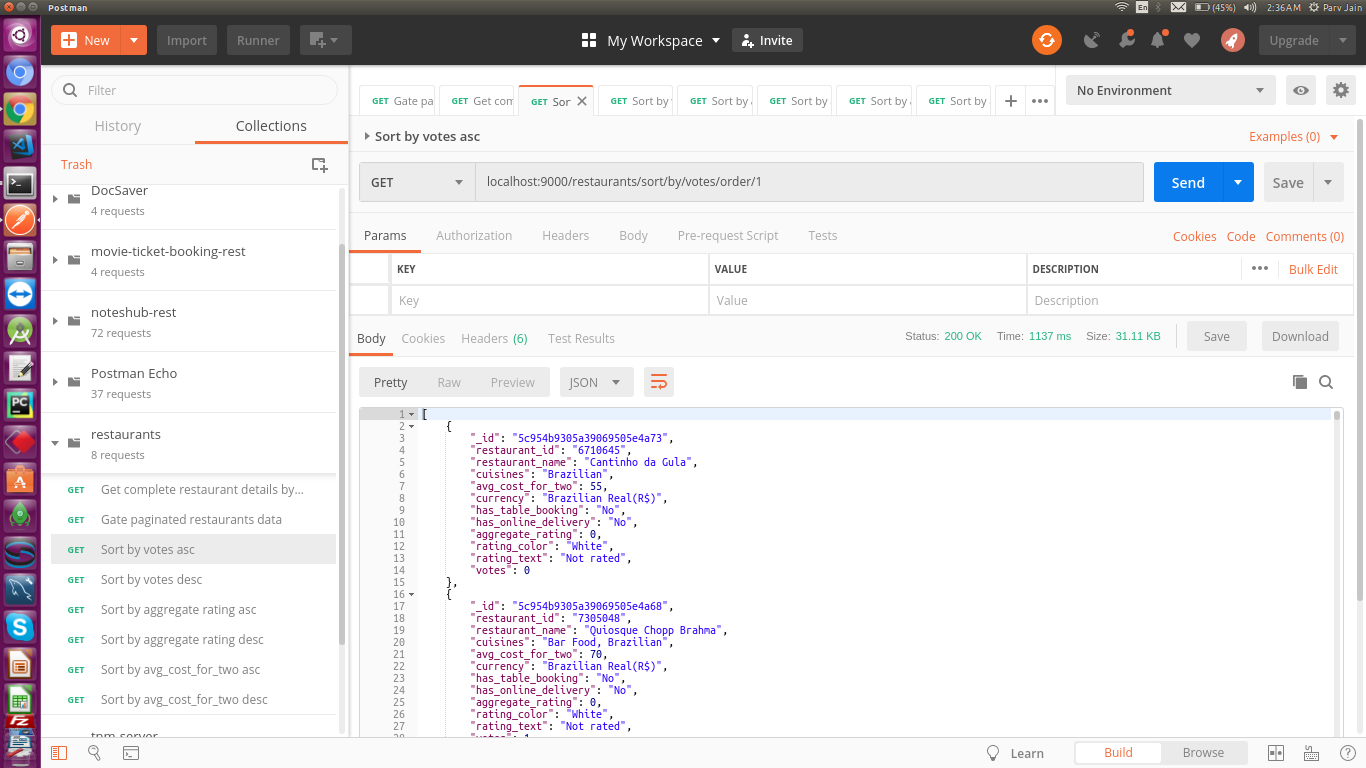 Postman
En
(45%)
2:36AM
Parv Jain
New
Import
Runner
My Workspace
Invite
Upgrade
Filter
History
Collections
Trash
DocSaver
4 requests
movie-ticket-booking-rest
4 requests
noteshub-rest
72 requests
Postman Echo
37 requests
restaurants
8 requests
GET Get complete restaurant details by...
GET Gate paginated restaurants data
GET Sort by votes asc
GET Sort by votes desc
GET Sort by aggregate rating asc
GET Sort by aggregate rating desc
GET Sort by avg_cost_for_two asc
GET Sort by avg_cost_for_two desc
GET Gate pa
GET Get com
GET Sor
GET Sort by
GET Sort by
GET Sort by
GET Sort by
GET Sort by
No Environment
Sort by votes asc
Examples (0)
GET
localhost:9000/restaurants/sort/by/votes/order/1
Send
Save
Params
Authorization
Headers
Body
Pre-request Script
Tests
Cookies
Code
Comments (0)
KEY
VALUE
DESCRIPTION
Bulk Edit
Key
Value
Description
Body
Cookies
Headers (6)
Test Results
Status: 200 OK
Time: 1137 ms
Size: 31.11 KB
Save
Download
Pretty
Raw
Preview
JSON
1 [
2 {
3 "_id": "5c954b9305a39069505e4a73",
4 "restaurant_id": "6710645",
5 "restaurant_name": "Cantinho da Gula",
6 "cuisines": "Brazilian",
7 "avg_cost_for_two": 55,
8 "currency": "Brazilian Real(R$)",
9 "has_table_booking": "No",
10 "has_online_delivery": "No",
11 "aggregate_rating": 0,
12 "rating_color": "White",
13 "rating_text": "Not rated",
14 "votes": 0
15 },
16 {
17 "_id": "5c954b9305a39069505e4a68",
18 "restaurant_id": "7305048",
19 "restaurant_name": "Quiosque Chopp Brahma",
20 "cuisines": "Bar Food, Brazilian",
21 "avg_cost_for_two": 70,
22 "currency": "Brazilian Real(R$)",
23 "has_table_booking": "No",
24 "has_online_delivery": "No",
25 "aggregate_rating": 0,
26 "rating_color": "White",
27 "rating_text": "Not rated",
Learn
Build
Browse